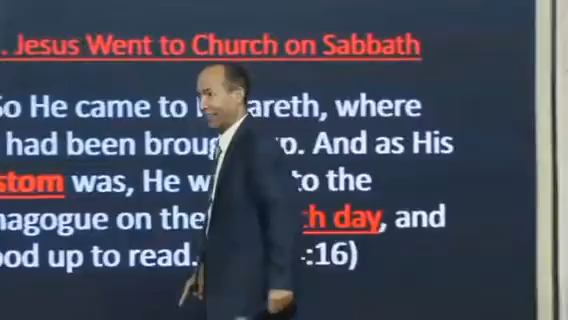 . Jesus Went to Church on Sabbath
So He came to areth, where
had been broug p. And as His
stom was, He w to the
nagogue on the h day, and
ood up to read. :16)